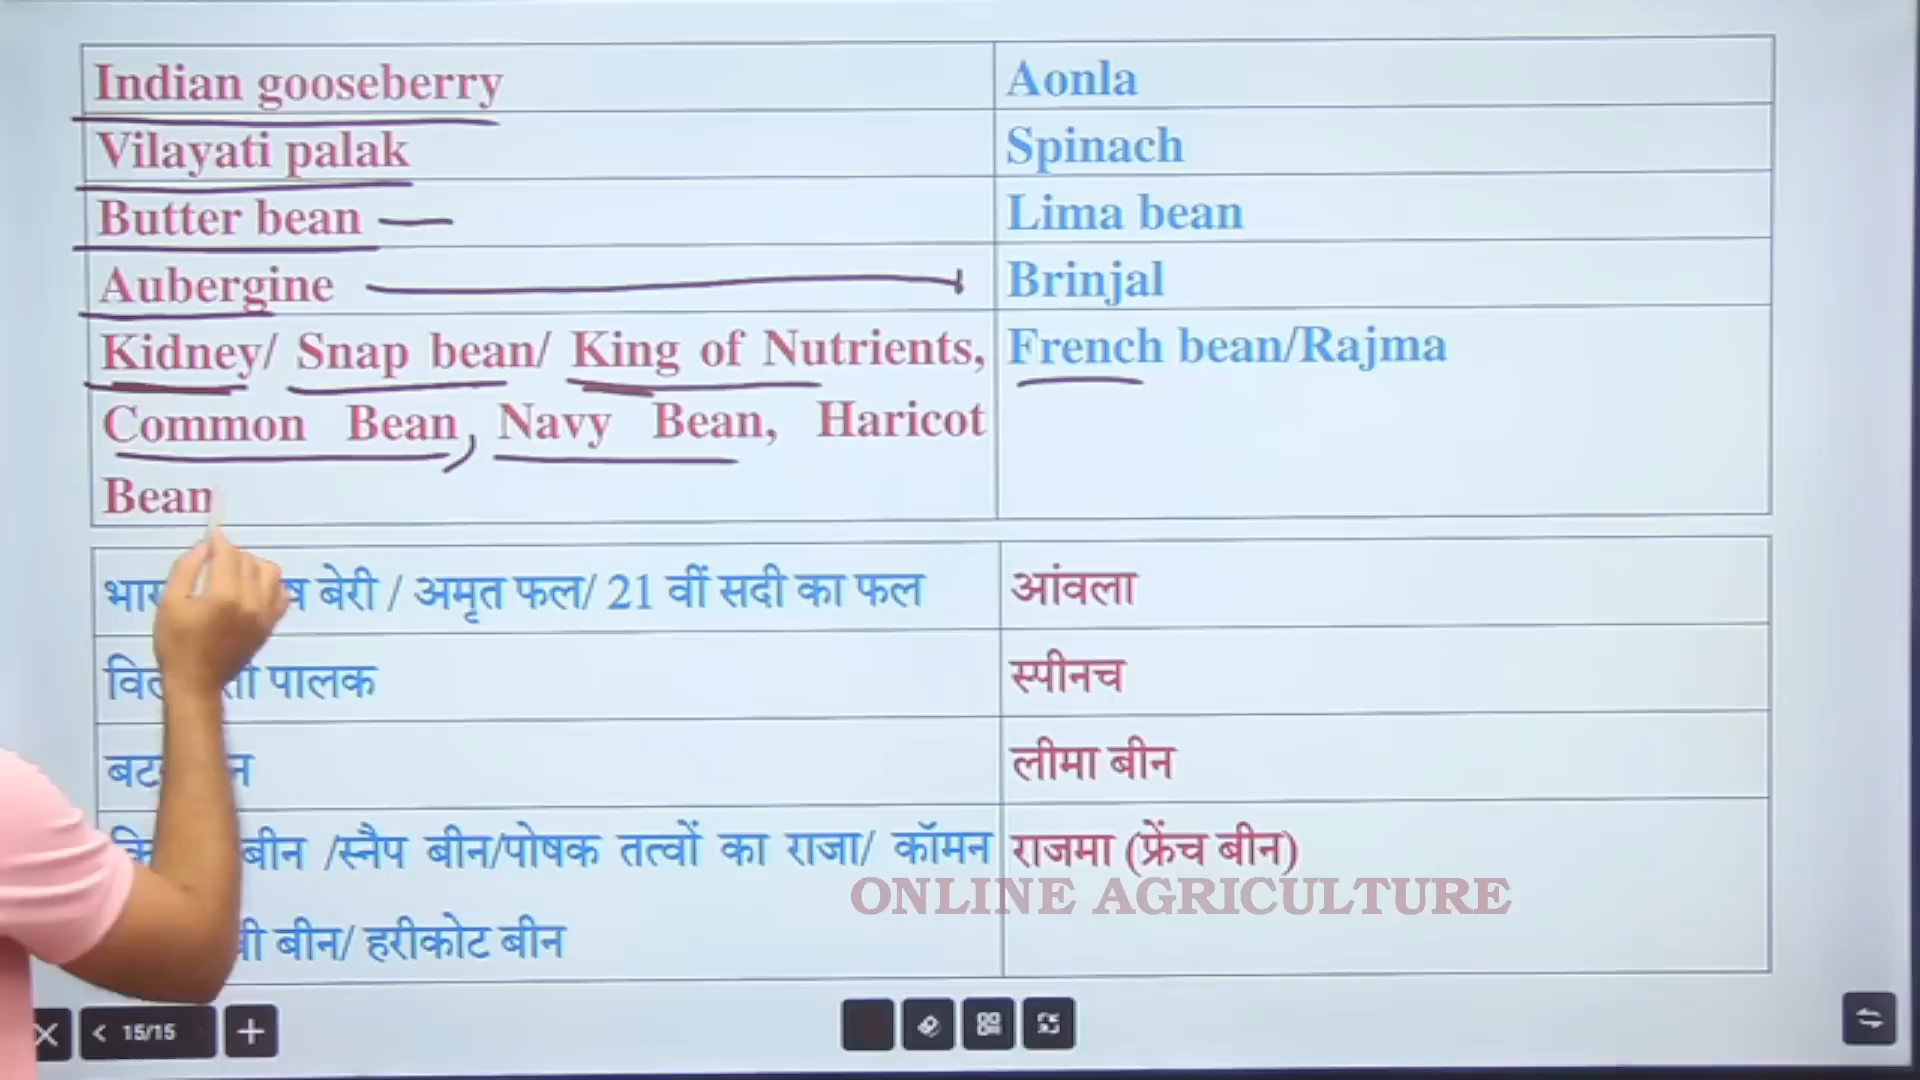 Indian gooseberry Aonla
Vilayati palak Spinach
Butter bean Lima bean
Aubergine Brinjal
Kidney/ Snap bean/ King of Nutrients, French bean/Rajma
Common Bean, Navy Bean, Haricot
Bean
बेरी / अमृत फल/ 21 वीं सदी का फल आंवला
पालक स्पीनच
लीमा बीन
बीन /स्नैप बीन/पोषक तत्वों का राजा/ कॉमन राजमा (फ्रेंच बीन)
ONLINE AGRICULTURE
बीन/ हरीकोट बीन
< 15/15